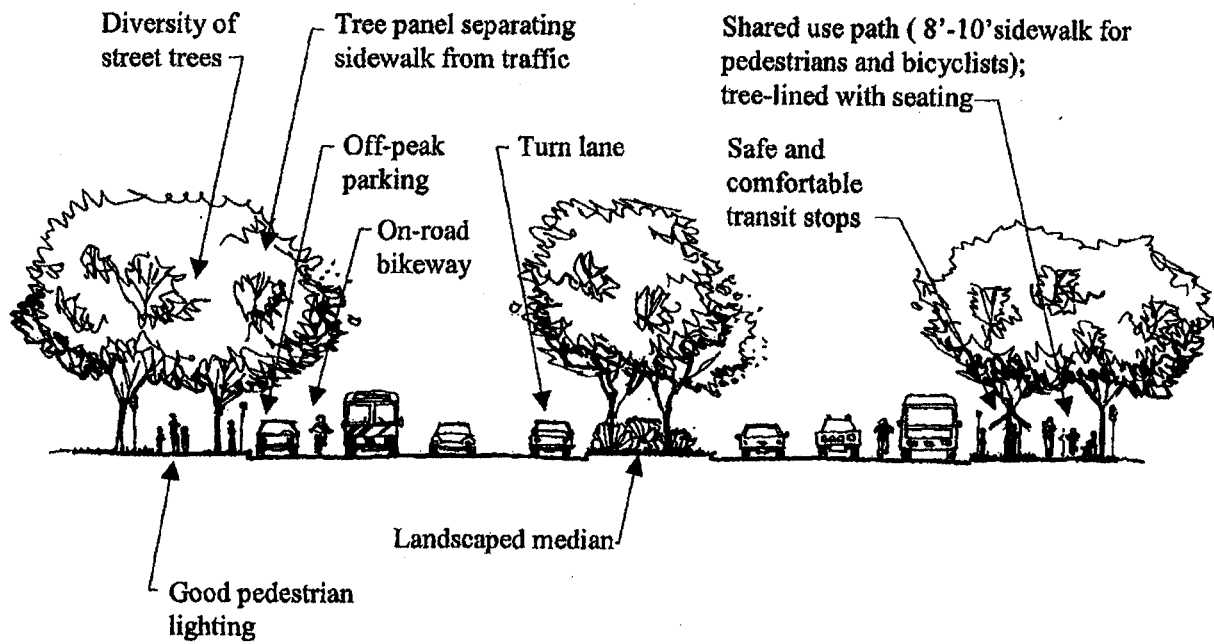 Diversity of
street trees
Tree panel separating
sidewalk from traffic
Shared use path ( 8'-10'sidewalk for
pedestrians and bicyclists);
tree-lined with seating
Off-peak
parking
Turn lane
Safe and
comfortable
transit stops
On-road
bikeway
Landscaped median
Good pedestrian
lighting